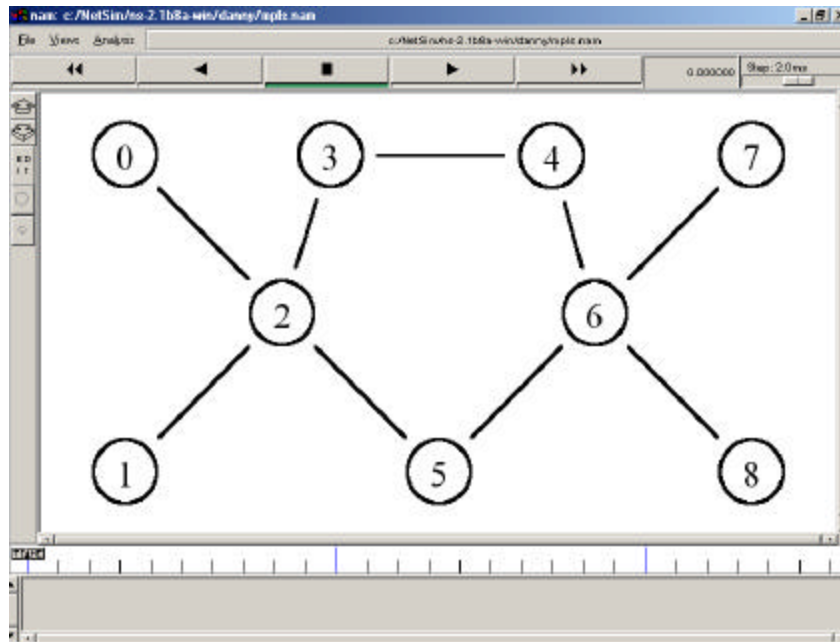 nam: c:/NetSim/ns-2.1b8a-win/danny/mpls.nam
File Views Analysis c:/NetSim/ns-2.1b8a-win/danny/mpls.nam
0.000000 Step: 2.0ms
0 3 4 7
2 6
1 5 8
TIME